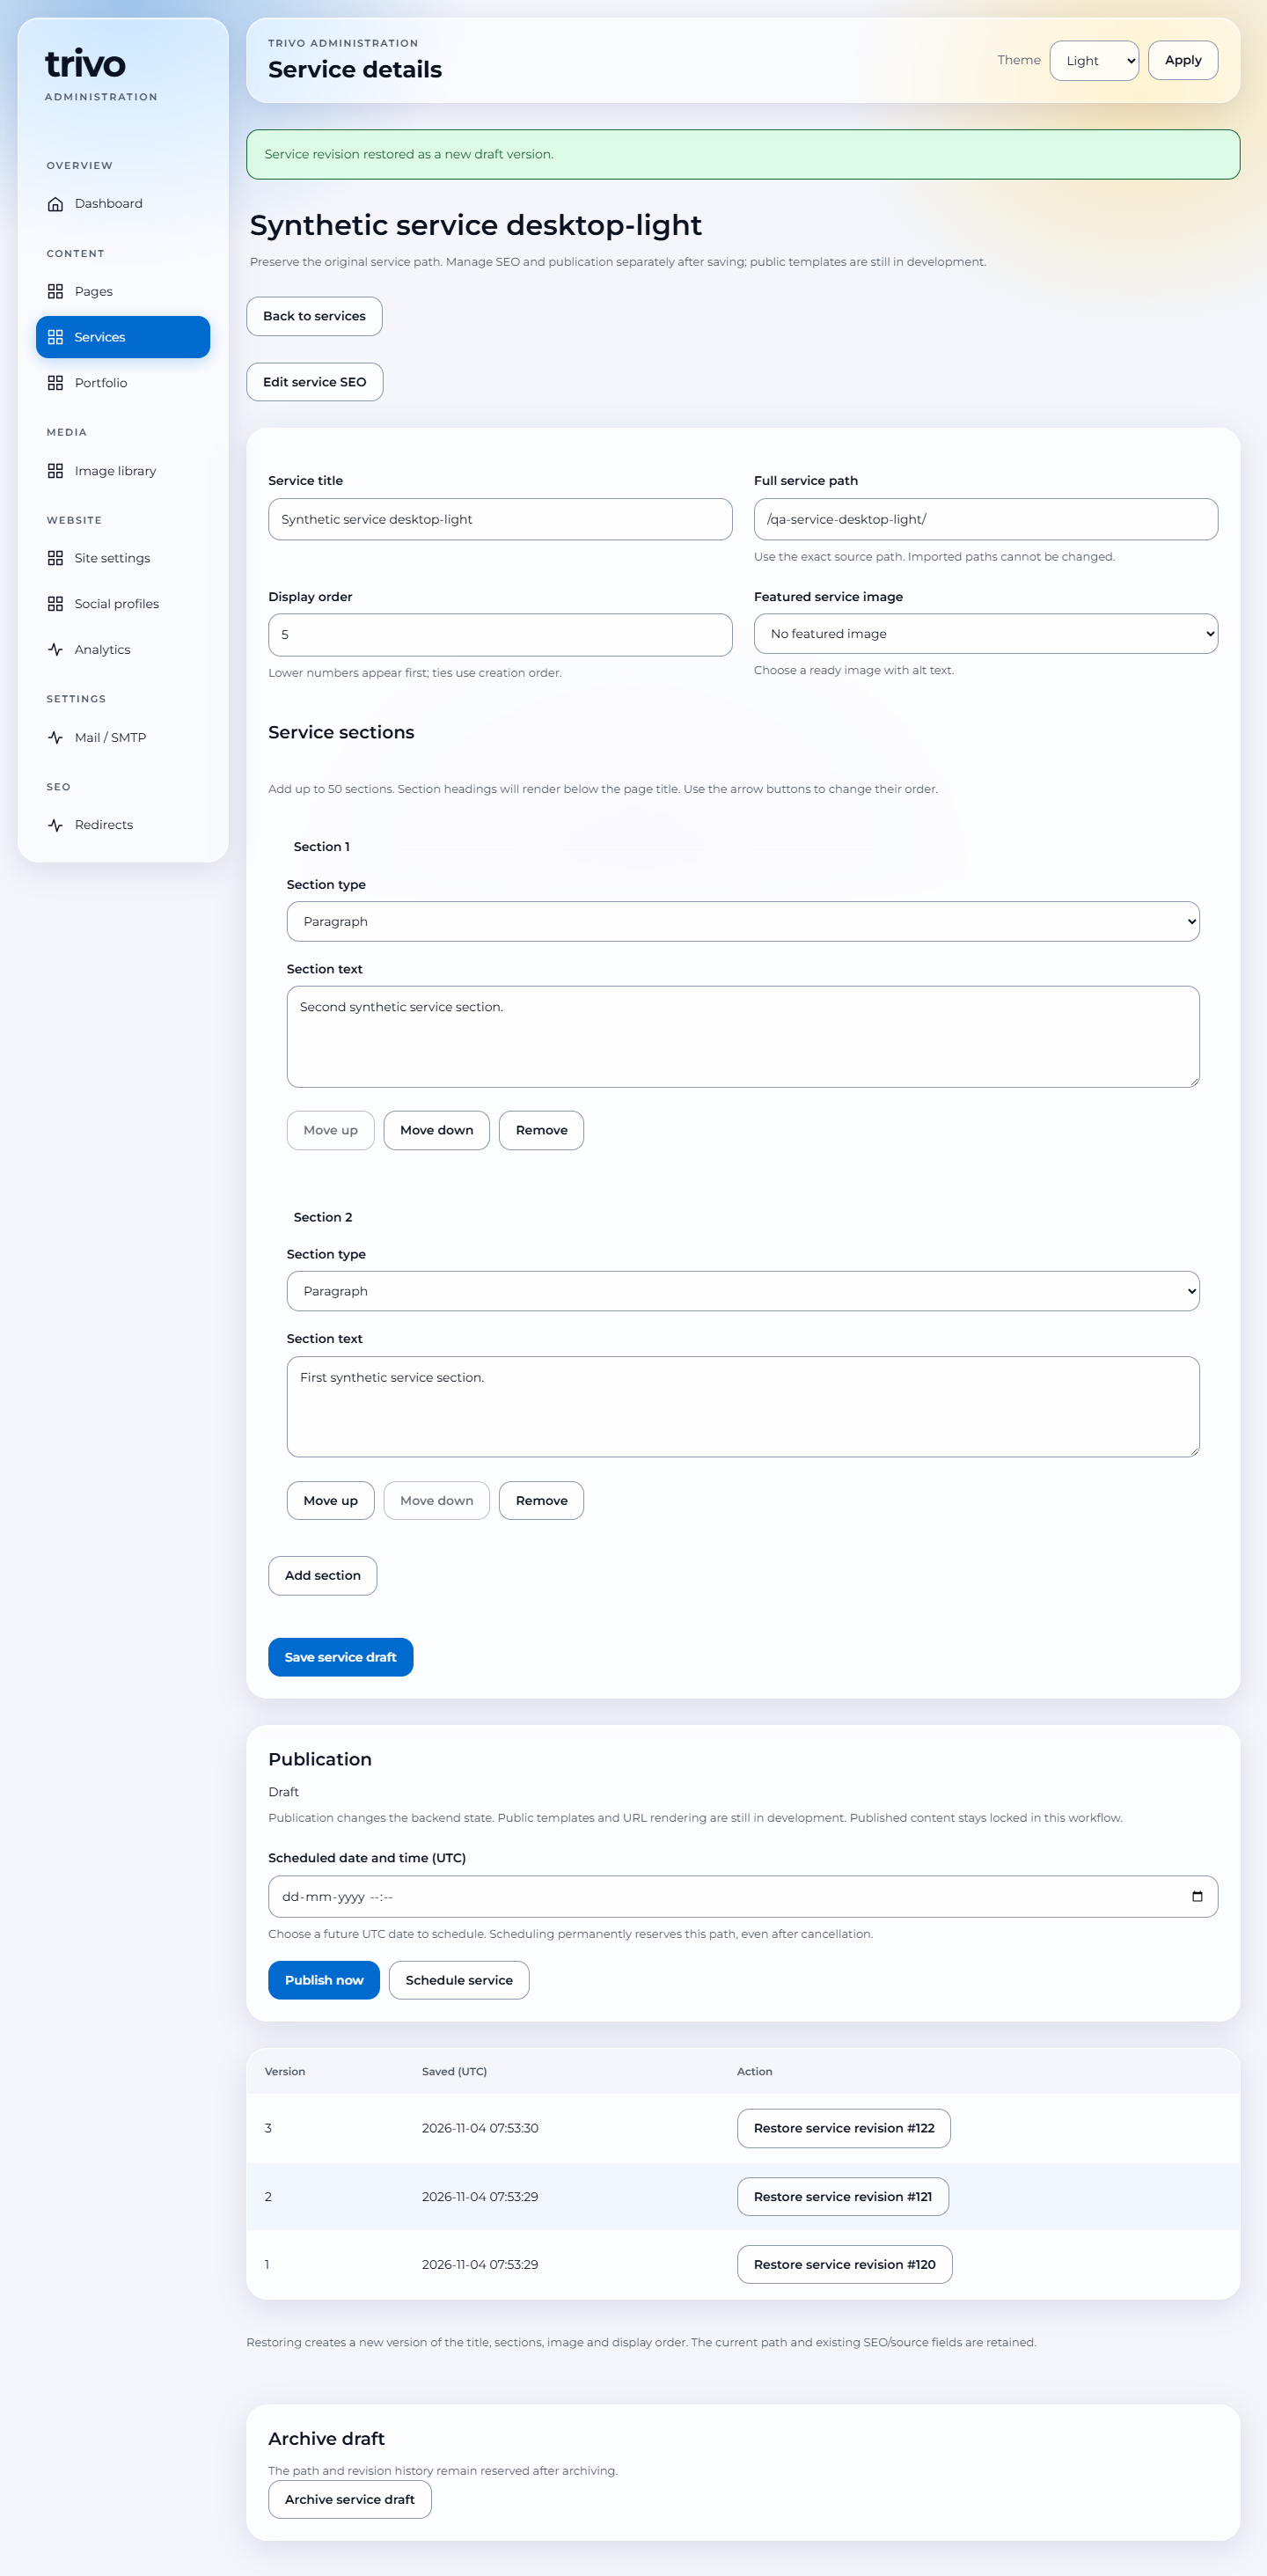 trivo
ADMINISTRATION
OVERVIEW
Dashboard
CONTENT
Pages
Services
Portfolio
MEDIA
Image library
WEBSITE
Site settings
Social profiles
Analytics
SETTINGS
Mail / SMTP
SEO
Redirects
TRIVO ADMINISTRATION
Service details
Theme
Light
Apply
Service revision restored as a new draft version.
Synthetic service desktop-light
Preserve the original service path. Manage SEO and publication separately after saving; public templates are still in development.
Back to services
Edit service SEO
Service title
Synthetic service desktop-light
Full service path
/qa-service-desktop-light/
Use the exact source path. Imported paths cannot be changed.
Display order
5
Lower numbers appear first; ties use creation order.
Featured service image
No featured image
Choose a ready image with alt text.
Service sections
Add up to 50 sections. Section headings will render below the page title. Use the arrow buttons to change their order.
Section 1
Section type
Paragraph
Section text
Second synthetic service section.
Move up
Move down
Remove
Section 2
Section type
Paragraph
Section text
First synthetic service section.
Move up
Move down
Remove
Add section
Save service draft
Publication
Draft
Publication changes the backend state. Public templates and URL rendering are still in development. Published content stays locked in this workflow.
Scheduled date and time (UTC)
dd-mm-yyyy --:--
Choose a future UTC date to schedule. Scheduling permanently reserves this path, even after cancellation.
Publish now
Schedule service
Version Saved (UTC) Action
3 2026-11-04 07:53:30 Restore service revision #122
2 2026-11-04 07:53:29 Restore service revision #121
1 2026-11-04 07:53:29 Restore service revision #120
Restoring creates a new version of the title, sections, image and display order. The current path and existing SEO/source fields are retained.
Archive draft
The path and revision history remain reserved after archiving.
Archive service draft